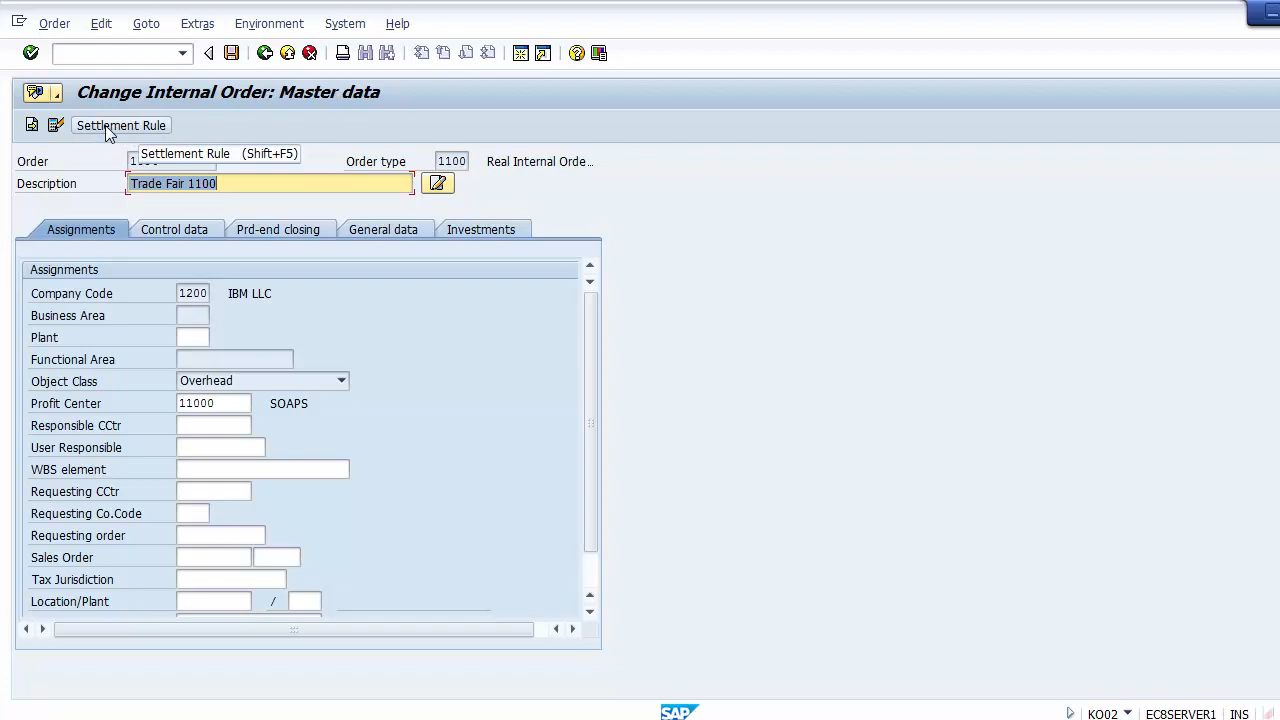 Order Edit Goto Extras Environment System Help
Change Internal Order: Master data
Settlement Rule
Settlement Rule (Shift+F5)
Order Order type 1100 Real Internal Orde...
Description Trade Fair 1100
Assignments Control data Prd-end closing General data Investments
Assignments
Company Code 1200 IBM LLC
Business Area
Plant
Functional Area
Object Class Overhead
Profit Center 11000 SOAPS
Responsible CCtr
User Responsible
WBS element
Requesting CCtr
Requesting Co.Code
Requesting order
Sales Order
Tax Jurisdiction
Location/Plant /
SAP KO02 EC8SERVER1 INS